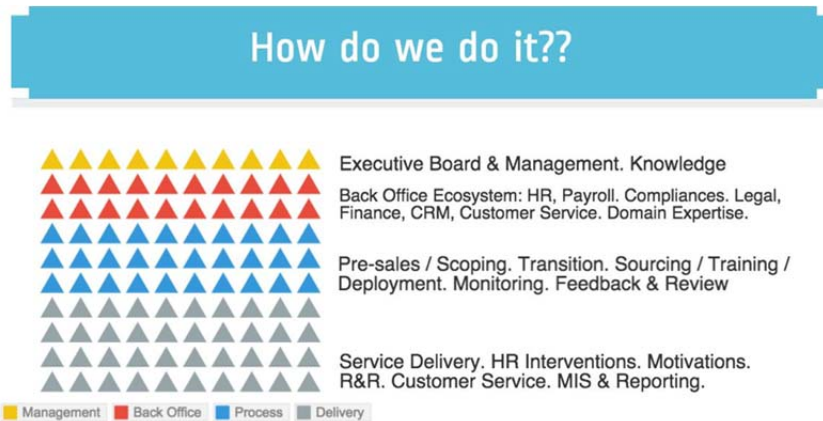 How do we do it??
Executive Board & Management. Knowledge
Back Office Ecosystem: HR, Payroll. Compliances. Legal,
Finance, CRM, Customer Service. Domain Expertise.
Pre-sales / Scoping. Transition. Sourcing / Training /
Deployment. Monitoring. Feedback & Review
Service Delivery. HR Interventions. Motivations.
R&R. Customer Service. MIS & Reporting.
Management Back Office Process Delivery